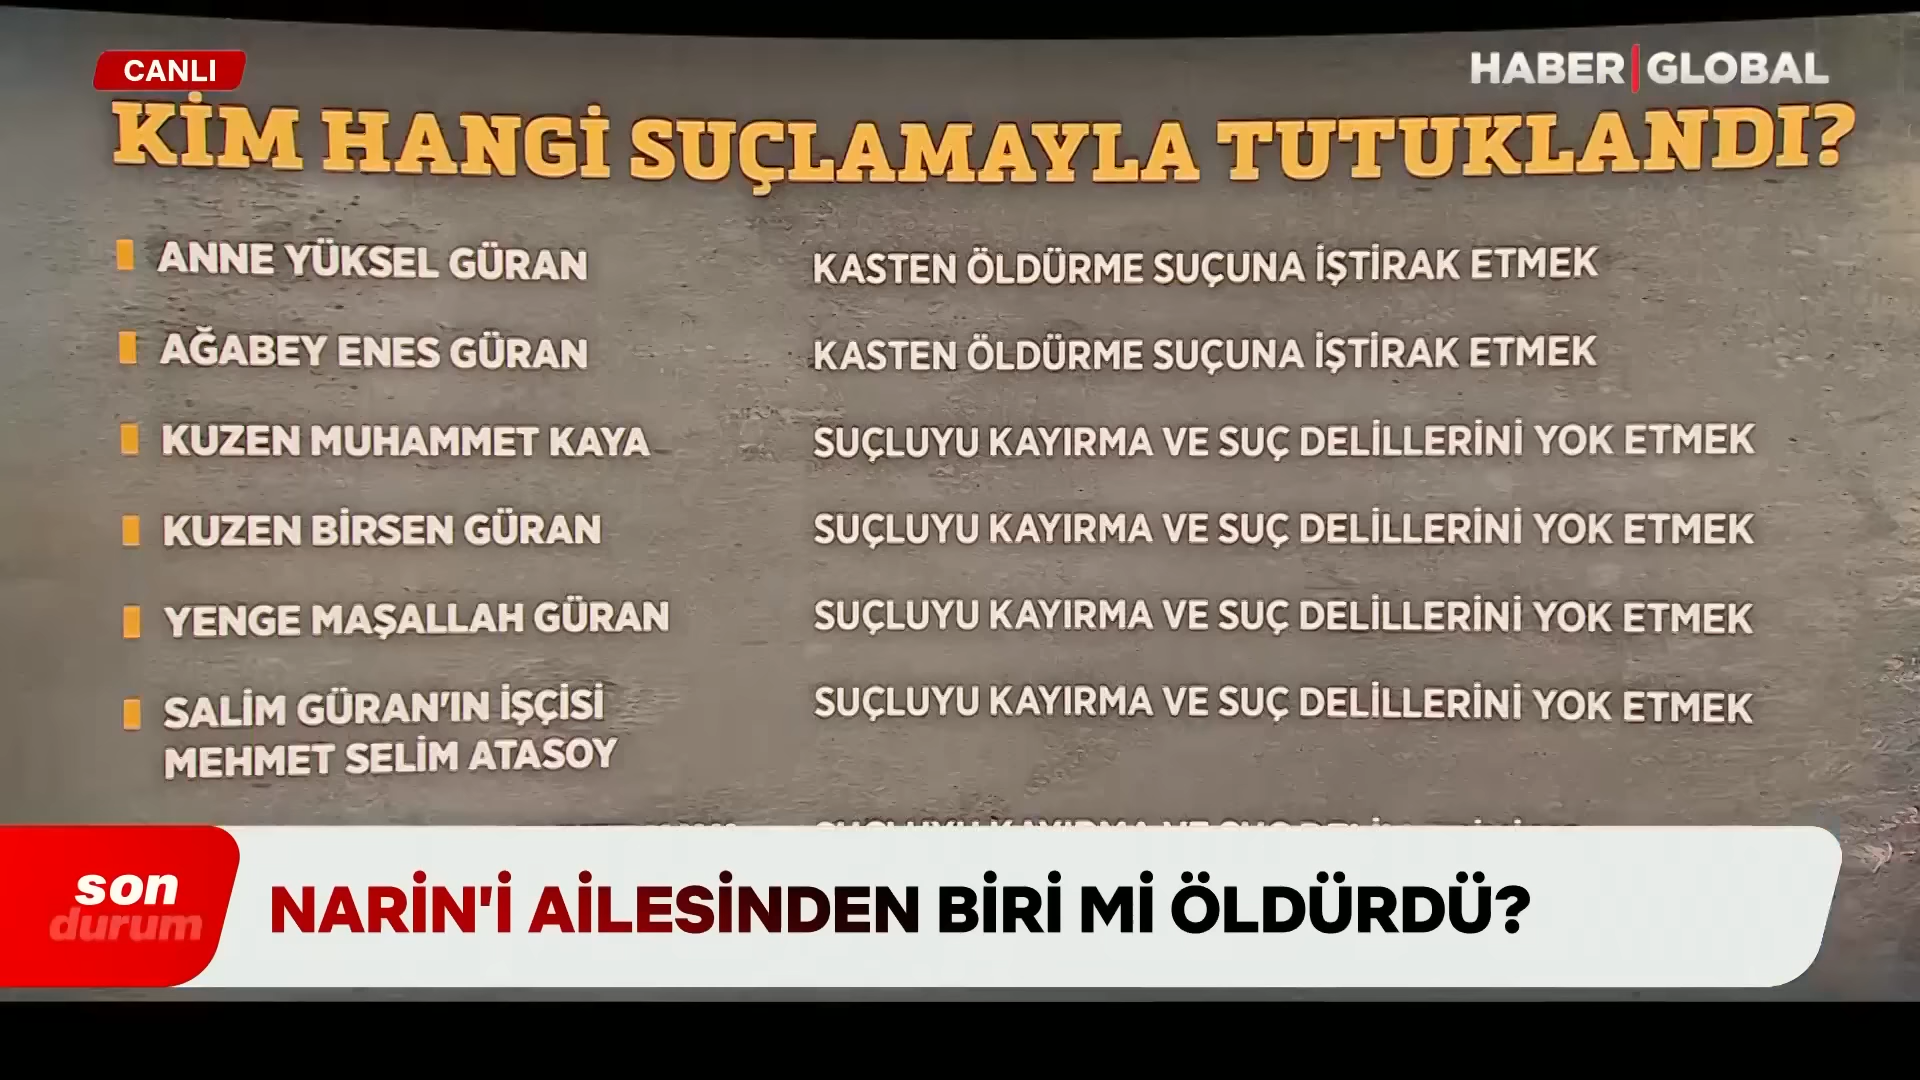 CANLI
HABER GLOBAL
KİM HANGİ SUÇLAMAYLA TUTUKLANDI?
ANNE YÜKSEL GÜRAN KASTEN ÖLDÜRME SUÇUNA İŞTİRAK ETMEK
AĞABEY ENES GÜRAN KASTEN ÖLDÜRME SUÇUNA İŞTİRAK ETMEK
KUZEN MUHAMMET KAYA SUÇLUYU KAYIRMA VE SUÇ DELİLLERİNİ YOK ETMEK
KUZEN BİRSEN GÜRAN SUÇLUYU KAYIRMA VE SUÇ DELİLLERİNİ YOK ETMEK
YENGE MAŞALLAH GÜRAN SUÇLUYU KAYIRMA VE SUÇ DELİLLERİNİ YOK ETMEK
SALİM GÜRAN'IN İŞÇİSİ SUÇLUYU KAYIRMA VE SUÇ DELİLLERİNİ YOK ETMEK
MEHMET SELİM ATASOY
son
durum
NARİN'İ AİLESİNDEN BİRİ Mİ ÖLDÜRDÜ?